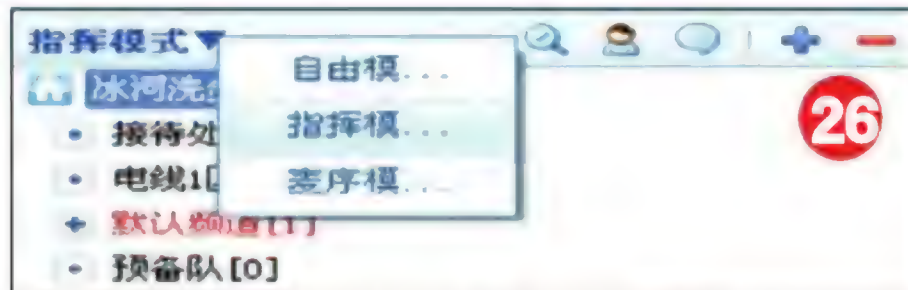 指挥模式▼
自由模...
冰河洗
指挥模...
26
接待处
电线1[
麦序模...
默认频道[1]
预备队[0]